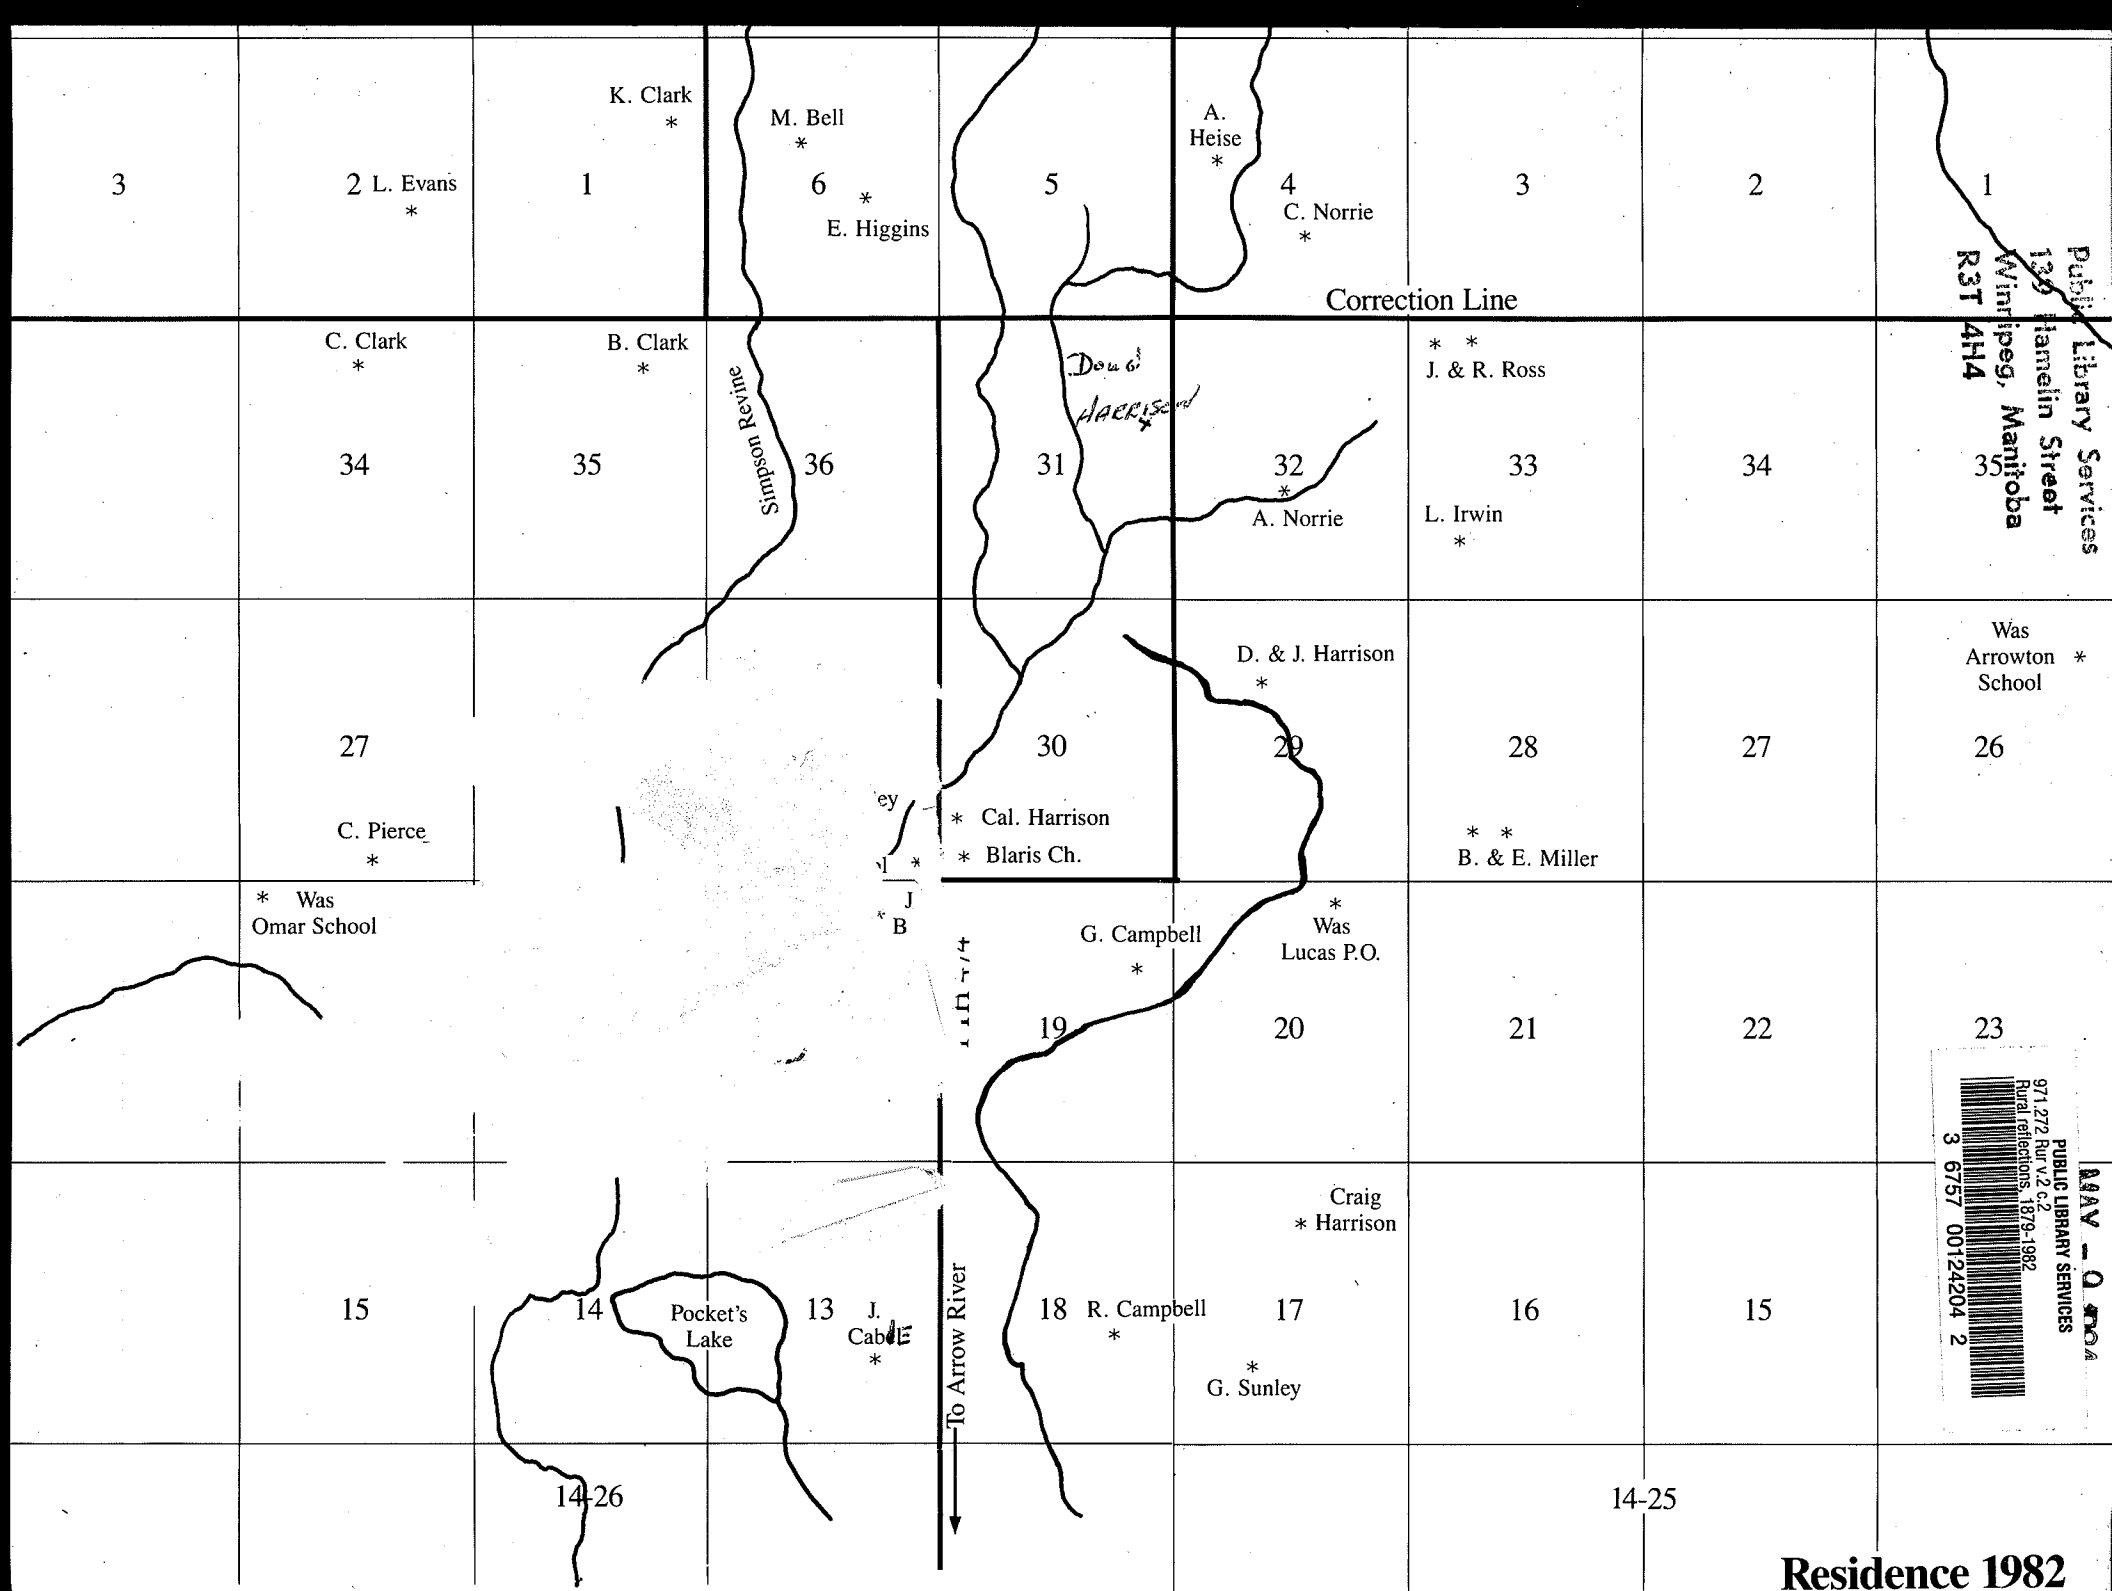 K. Clark
M. Bell
A.
Heise
3
2 L. Evans
1
6
5
4
3
2
1
E. Higgins
C. Norrie
Correction Line
C. Clark
B. Clark
Simpson Revine
Doug
HARRISON
J. & R. Ross
34
35
36
31
32
33
34
35
A. Norrie
L. Irwin
Public Library Services
139 Hamelin Street
Winnipeg, Manitoba
R3T 4H4
D. & J. Harrison
Was
Arrowton
School
27
30
29
28
27
26
ey
Cal. Harrison
Blaris Ch.
C. Pierce
B. & E. Miller
Was
Omar School
J
B
G. Campbell
Was
Lucas P.O.
19
20
21
22
23
PUBLIC LIBRARY SERVICES
971.272 Rur v.2 c.2
Rural reflections, 1879-1982
3 6757 00124204 2
Craig
Harrison
15
14
Pocket's
Lake
13
J.
To Arrow River
18
R. Campbell
17
16
15
G. Sunley
14-26
14-25
Residence 1982